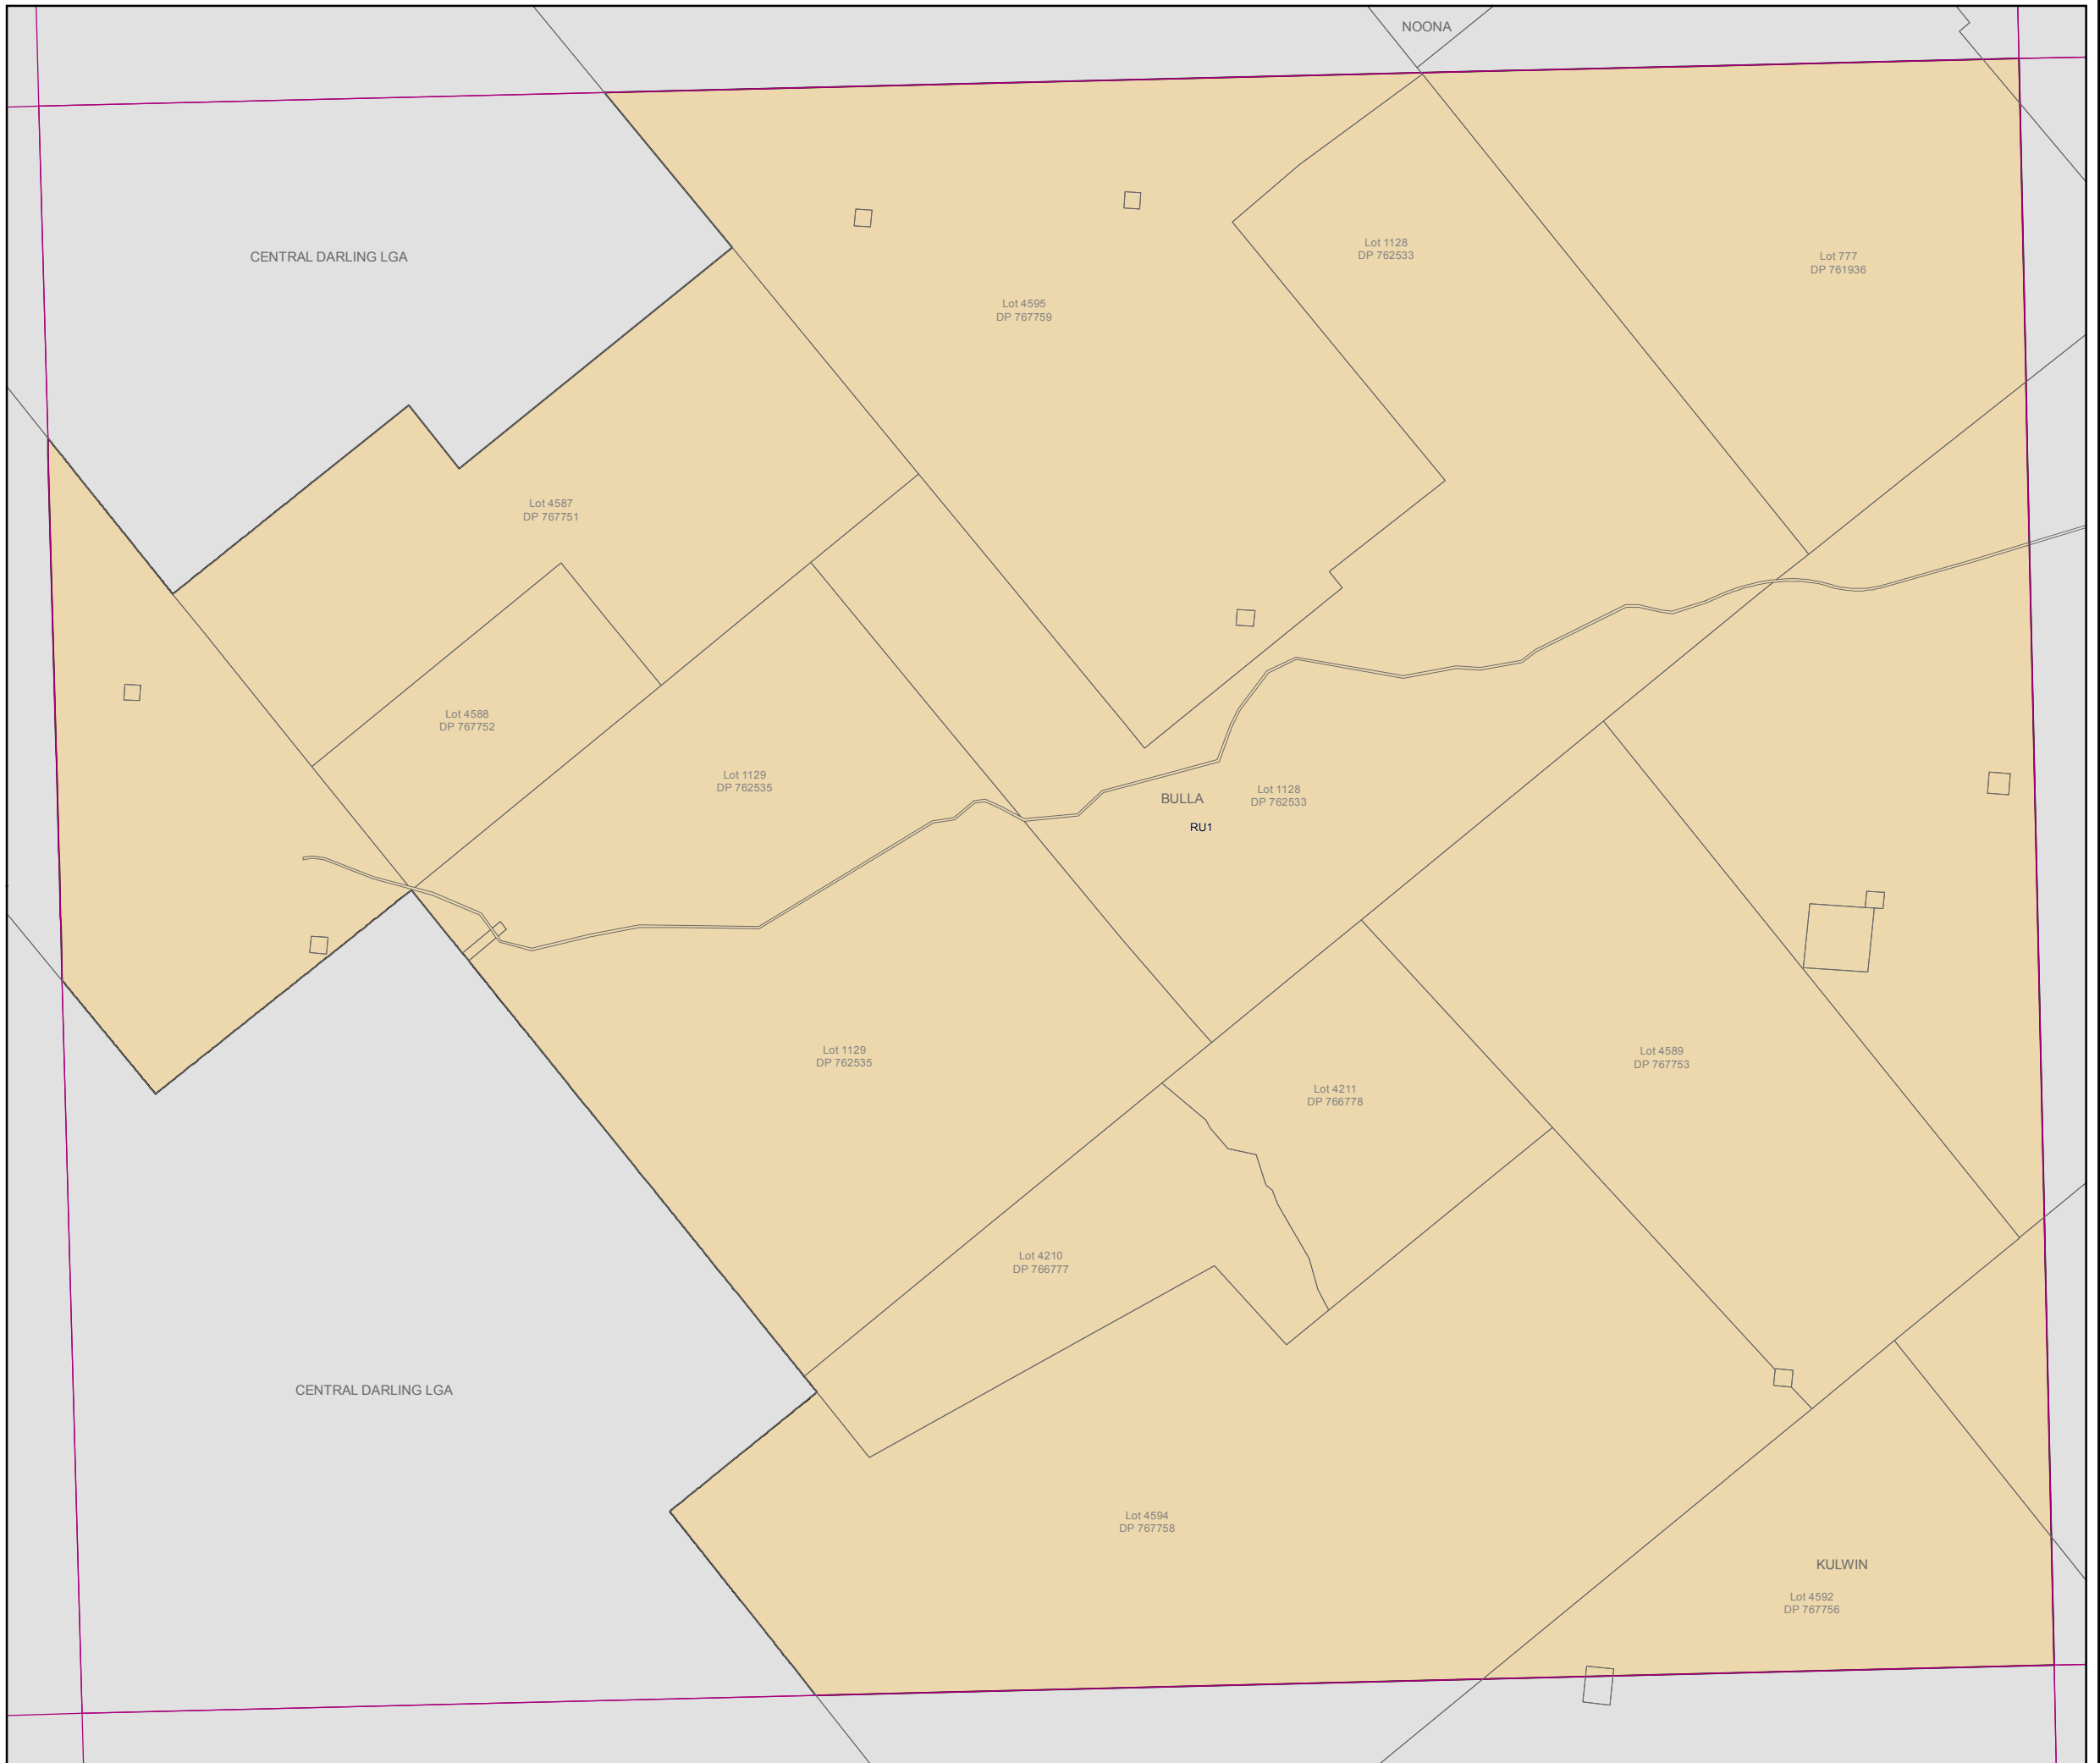 NOONA
CENTRAL DARLING LGA
Lot 1128
DP 762533
Lot 777
DP 761936
Lot 4595
DP 767759
Lot 4587
DP 767751
Lot 4588
DP 767752
Lot 1129
DP 762535
BULLA
Lot 1128
DP 762533
RU1
Lot 1129
DP 762535
Lot 4589
DP 767753
Lot 4211
DP 766778
Lot 4210
DP 766777
CENTRAL DARLING LGA
Lot 4594
DP 767758
KULWIN
Lot 4592
DP 767756